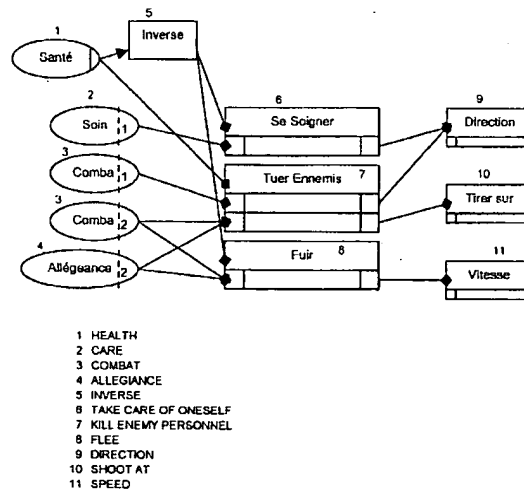 5
1
Inverse
Santé
2
6
9
Soin 1
Se Soigner
Direction
3
Comba 1
Tuer Ennemis 7
10
Tirer sur
3
Comba 2
4
Allégeance 2
Fuir 8
11
Vitesse
1 HEALTH
2 CARE
3 COMBAT
4 ALLEGIANCE
5 INVERSE
6 TAKE CARE OF ONESELF
7 KILL ENEMY PERSONNEL
8 FLEE
9 DIRECTION
10 SHOOT AT
11 SPEED